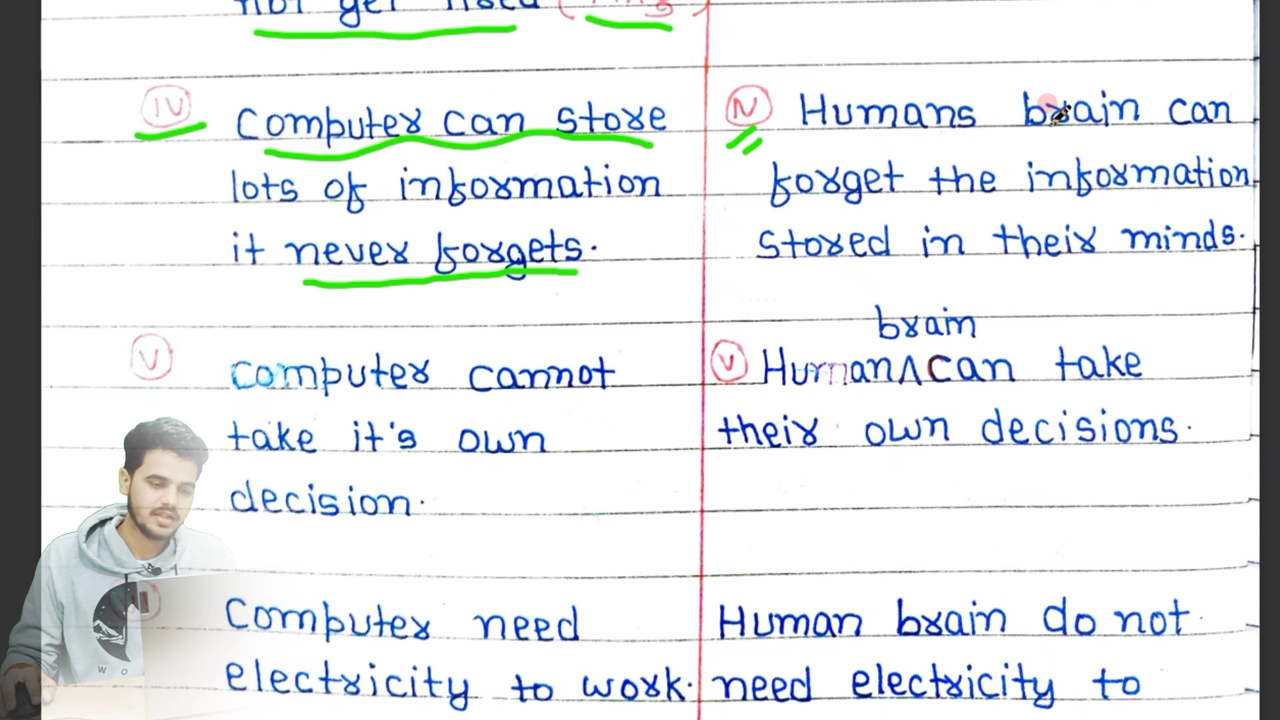 not get
IV Computer can store
lots of information
it never forgets.
V Computer cannot
take it's own
decision.
Computer need
electricity to work.
IV Humans brain can
forget the information
stored in their minds.
brain
V Human^can take
their own decisions.
Human brain do not
need electricity to
W O